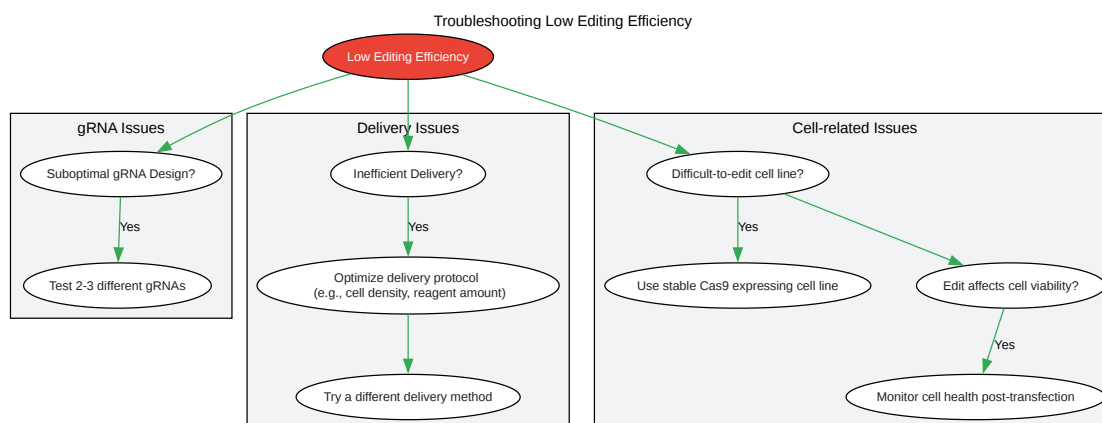 Troubleshooting Low Editing Efficiency
Low Editing Efficiency
gRNA Issues
Suboptimal gRNA Design?
Yes
Test 2-3 different gRNAs
Delivery Issues
Inefficient Delivery?
Yes
Optimize delivery protocol
(e.g., cell density, reagent amount)
Try a different delivery method
Cell-related Issues
Difficult-to-edit cell line?
Yes
Use stable Cas9 expressing cell line
Edit affects cell viability?
Yes
Monitor cell health post-transfection